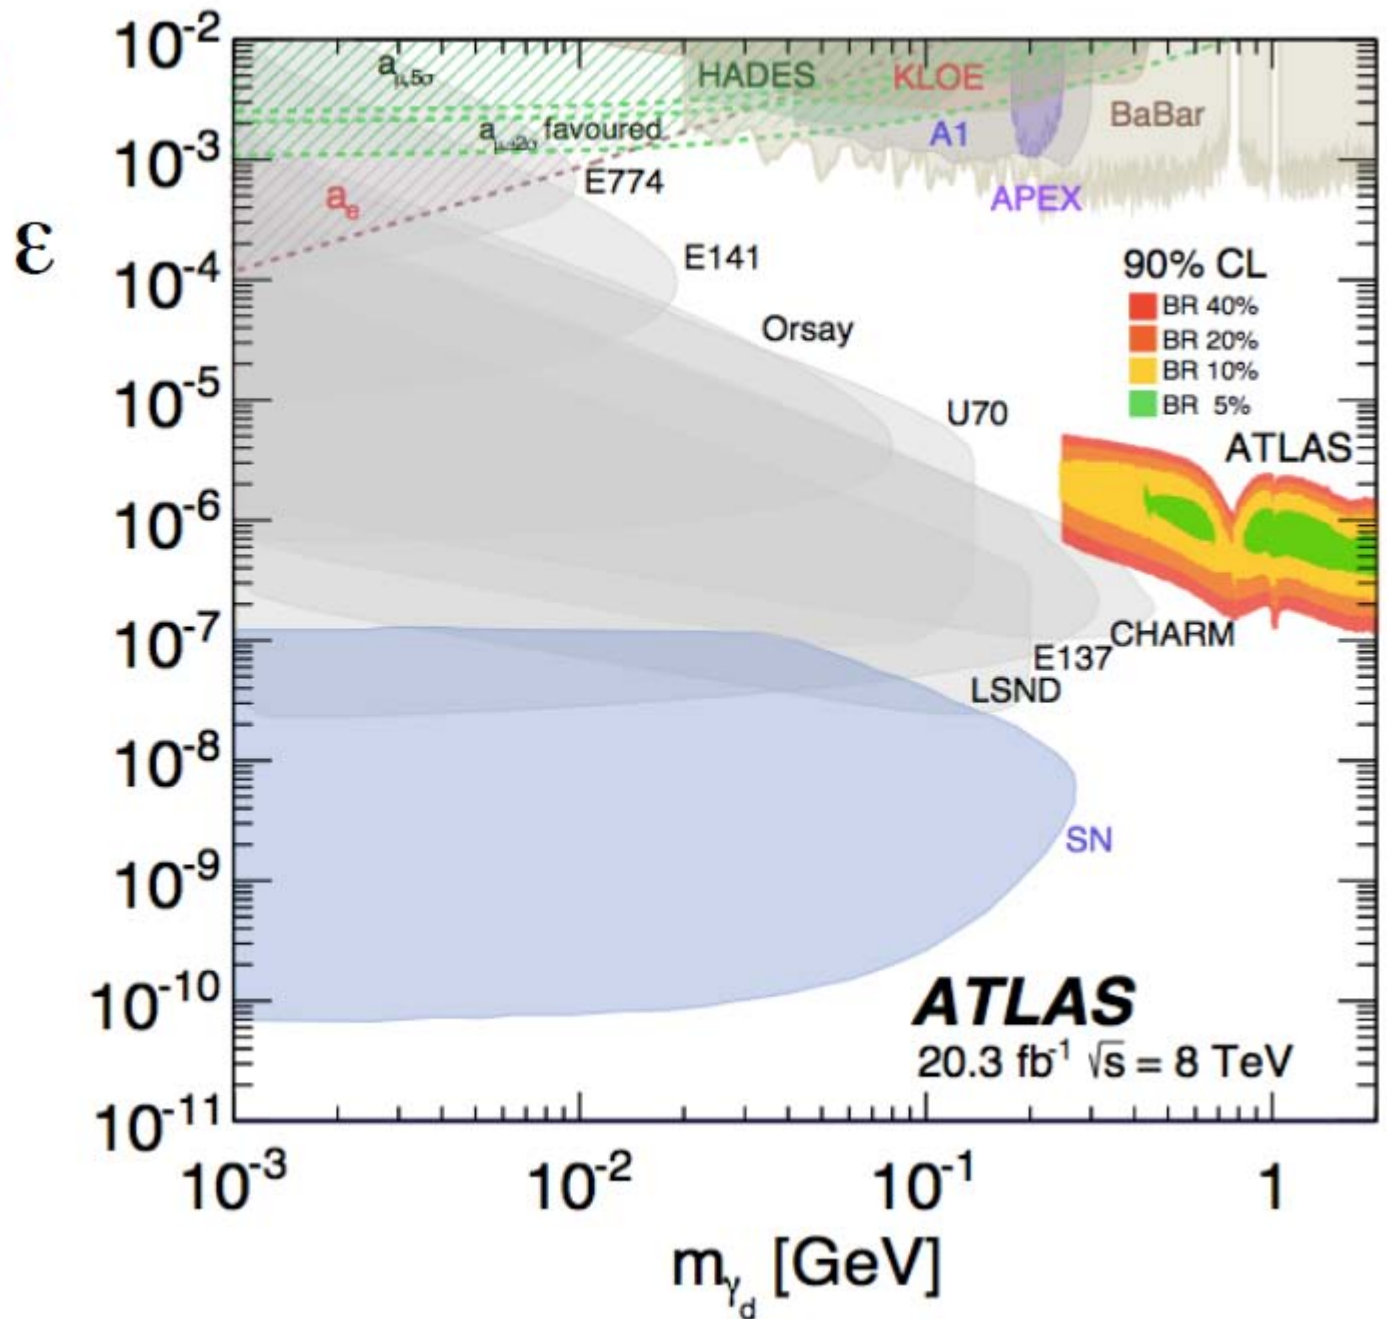 10⁻²
10⁻³
10⁻⁴
10⁻⁵
10⁻⁶
10⁻⁷
10⁻⁸
10⁻⁹
10⁻¹⁰
10⁻¹¹
ε
a_μ,5σ
HADES
KLOE
A1
BaBar
a_μ,±2σ favoured
a_e
E774
APEX
E141
90% CL
BR 40%
BR 20%
BR 10%
BR 5%
Orsay
U70
ATLAS
CHARM
E137
LSND
SN
ATLAS
20.3 fb⁻¹ √s = 8 TeV
10⁻³ 10⁻² 10⁻¹ 1
m_γ_d [GeV]